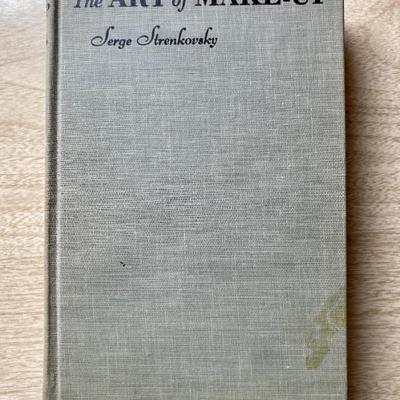 The ART of MAKE-UP
Serge Strenkovsky